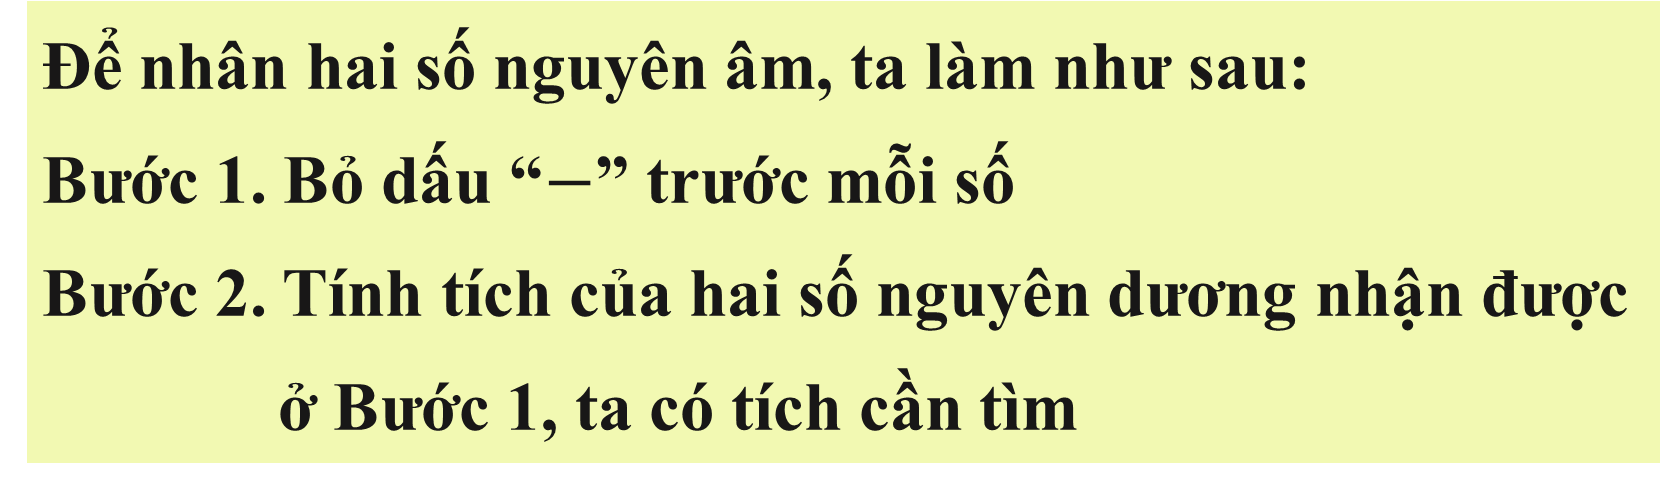 Để nhân hai số nguyên âm, ta làm như sau:
Bước 1. Bỏ dấu “–” trước mỗi số
Bước 2. Tính tích của hai số nguyên dương nhận được
ở Bước 1, ta có tích cần tìm